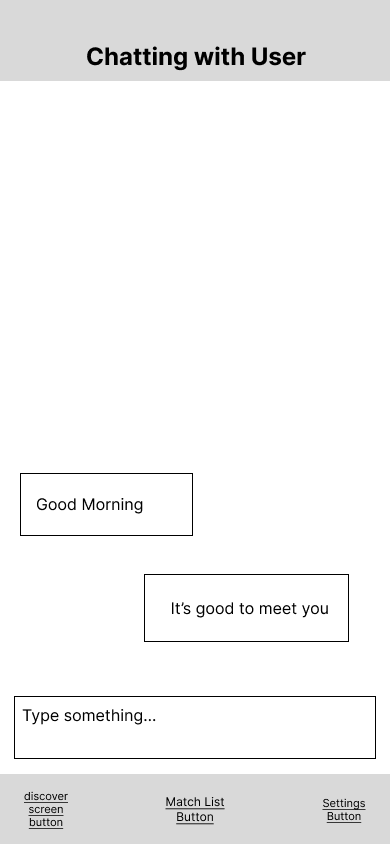 Chatting with User
Good Morning
It’s good to meet you
Type something...
discover
screen
button
Match List
Button
Settings
Button